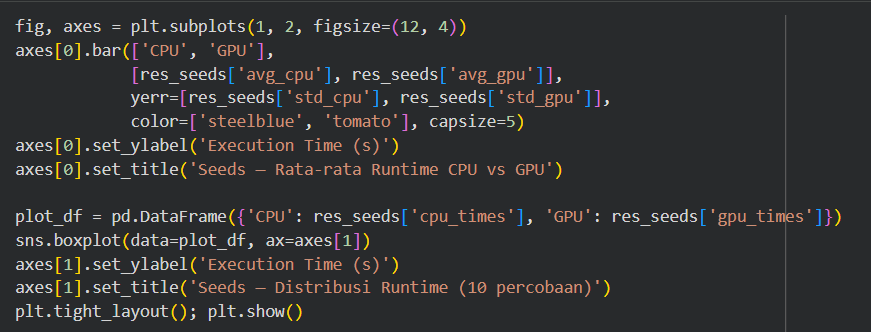 fig, axes = plt.subplots(1, 2, figsize=(12, 4))
axes[0].bar(['CPU', 'GPU'],
            [res_seeds['avg_cpu'], res_seeds['avg_gpu']],
            yerr=[res_seeds['std_cpu'], res_seeds['std_gpu']],
            color=['steelblue', 'tomato'], capsize=5)
axes[0].set_ylabel('Execution Time (s)')
axes[0].set_title('Seeds – Rata-rata Runtime CPU vs GPU')

plot_df = pd.DataFrame({'CPU': res_seeds['cpu_times'], 'GPU': res_seeds['gpu_times']})
sns.boxplot(data=plot_df, ax=axes[1])
axes[1].set_ylabel('Execution Time (s)')
axes[1].set_title('Seeds – Distribusi Runtime (10 percobaan)')
plt.tight_layout(); plt.show()